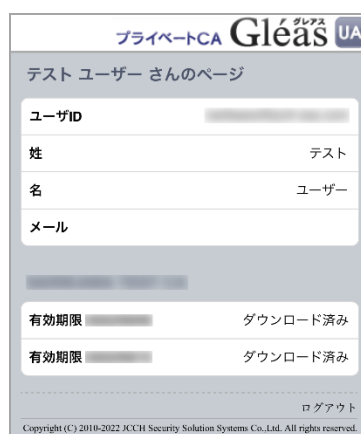 プライベートCA Gléas グレアス UA
テスト ユーザー さんのページ
ユーザID
姓 テスト
名 ユーザー
メール
有効期限 ダウンロード済み
有効期限 ダウンロード済み
ログアウト
Copyright (C) 2010-2022 JCCH Security Solution Systems Co.,Ltd. All rights reserved.